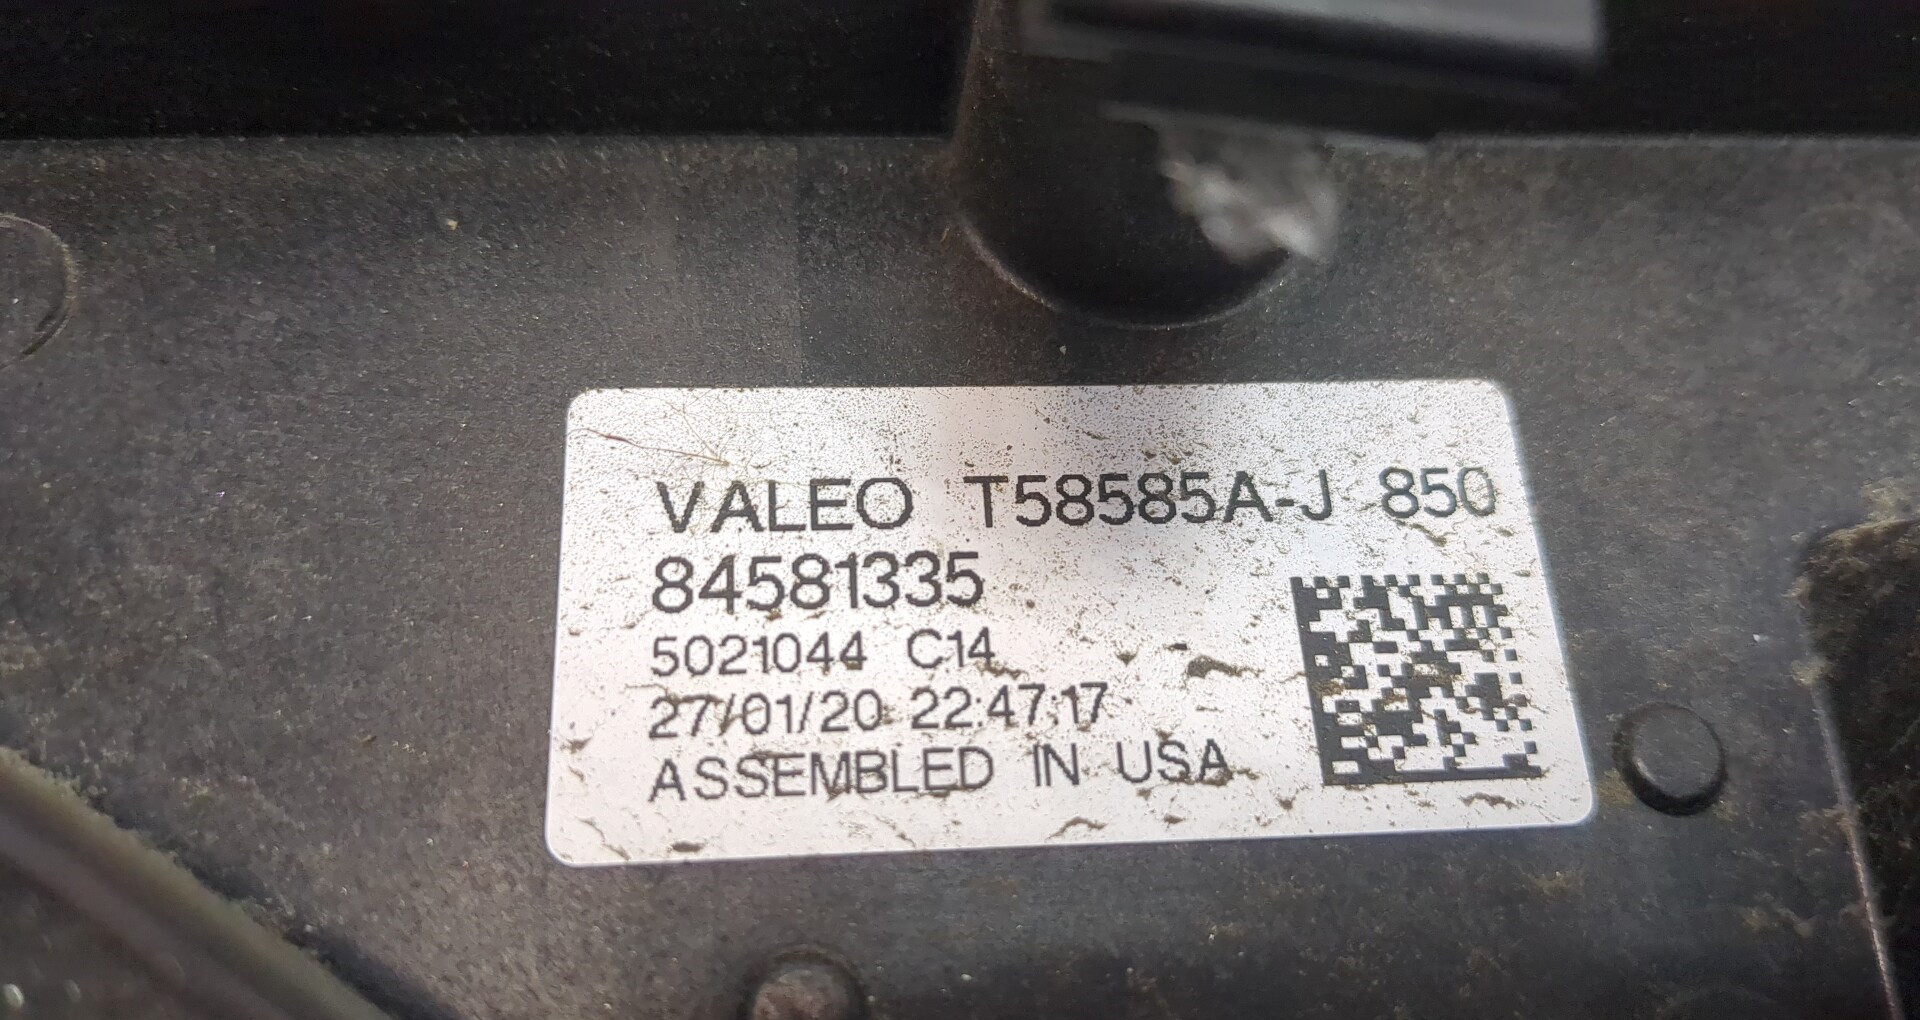 VALEO T58585A-J 850
84581335
5021044 C14
27/01/20 22:47:17
ASSEMBLED IN USA